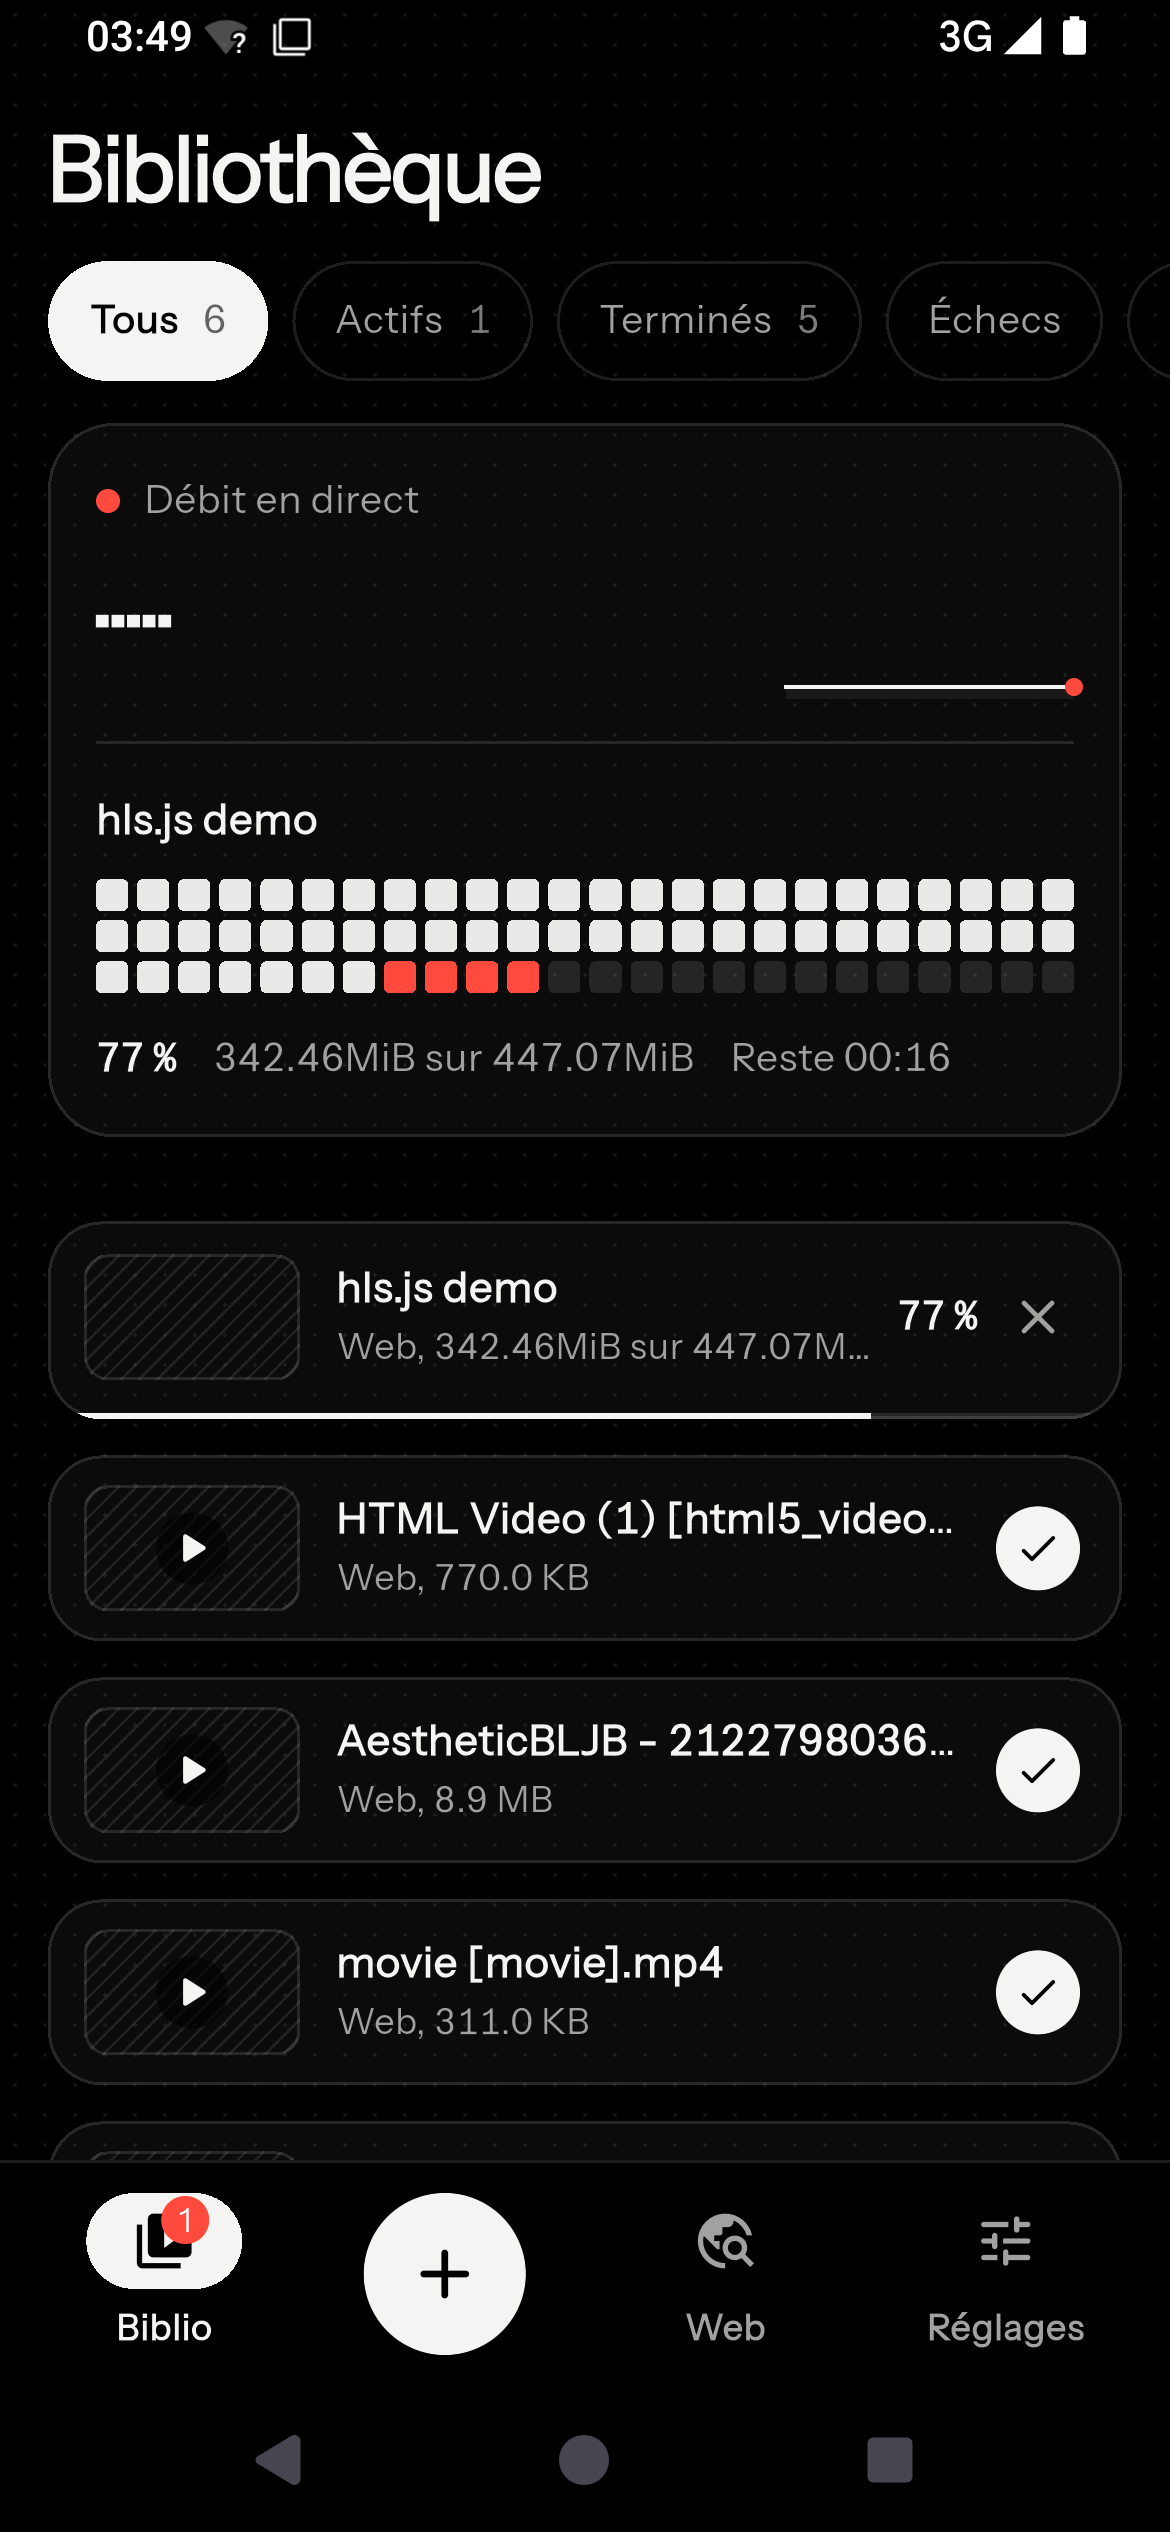 03:49
3G
Bibliothèque
Tous 6
Actifs 1
Terminés 5
Échecs
Débit en direct
hls.js demo
77 % 342.46MiB sur 447.07MiB Reste 00:16
hls.js demo
Web, 342.46MiB sur 447.07M...
77 %
HTML Video (1) [html5_video...
Web, 770.0 KB
AestheticBLJB - 2122798036...
Web, 8.9 MB
movie [movie].mp4
Web, 311.0 KB
1
Biblio
Web
Réglages